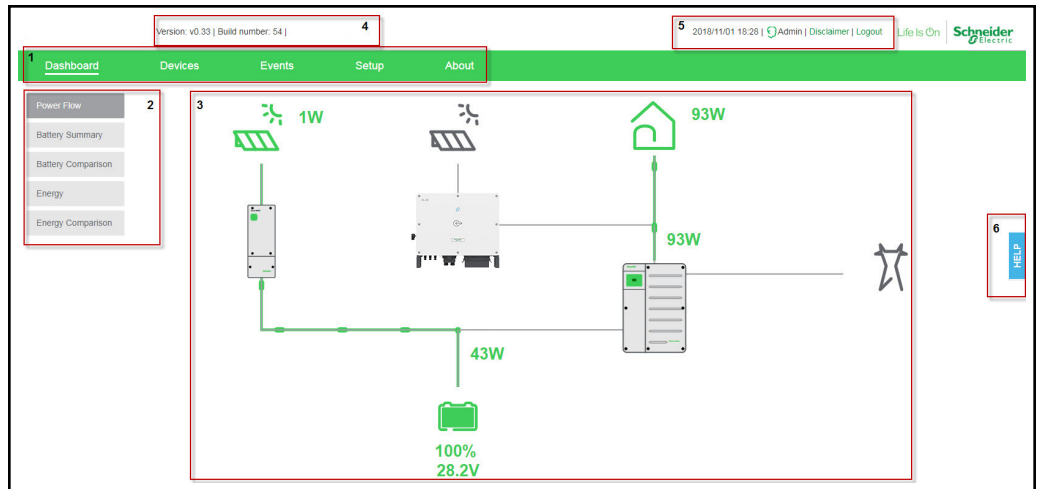 Version: v0.33 | Build number: 54 |
4
5
2018/11/01 18:28 | Admin | Disclaimer | Logout
Life Is On
Schneider
Electric
1
Dashboard
Devices
Events
Setup
About
Power Flow
2
Battery Summary
Battery Comparison
Energy
Energy Comparison
3
1W
93W
93W
43W
100%
28.2V
6
HELP